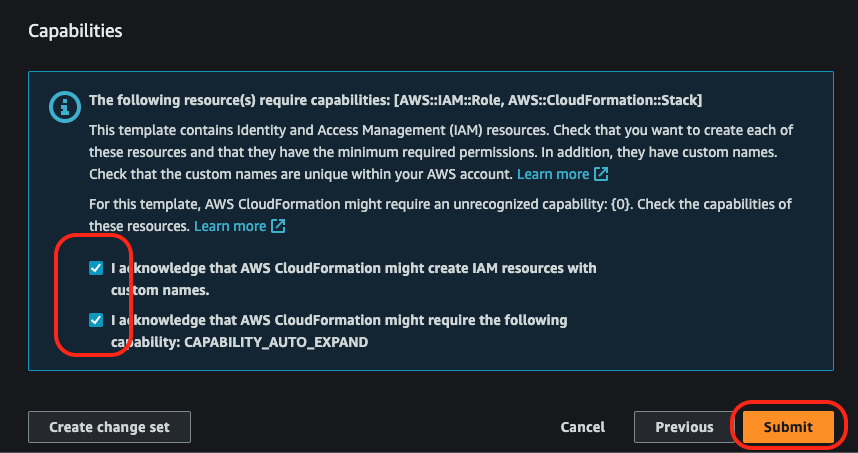 Capabilities
The following resource(s) require capabilities: [AWS::IAM::Role, AWS::CloudFormation::Stack]
This template contains Identity and Access Management (IAM) resources. Check that you want to create each of
these resources and that they have the minimum required permissions. In addition, they have custom names.
Check that the custom names are unique within your AWS account. Learn more
For this template, AWS CloudFormation might require an unrecognized capability: {0}. Check the capabilities of
these resources. Learn more
I acknowledge that AWS CloudFormation might create IAM resources with
custom names.
I acknowledge that AWS CloudFormation might require the following
capability: CAPABILITY_AUTO_EXPAND
Create change set Cancel Previous Submit